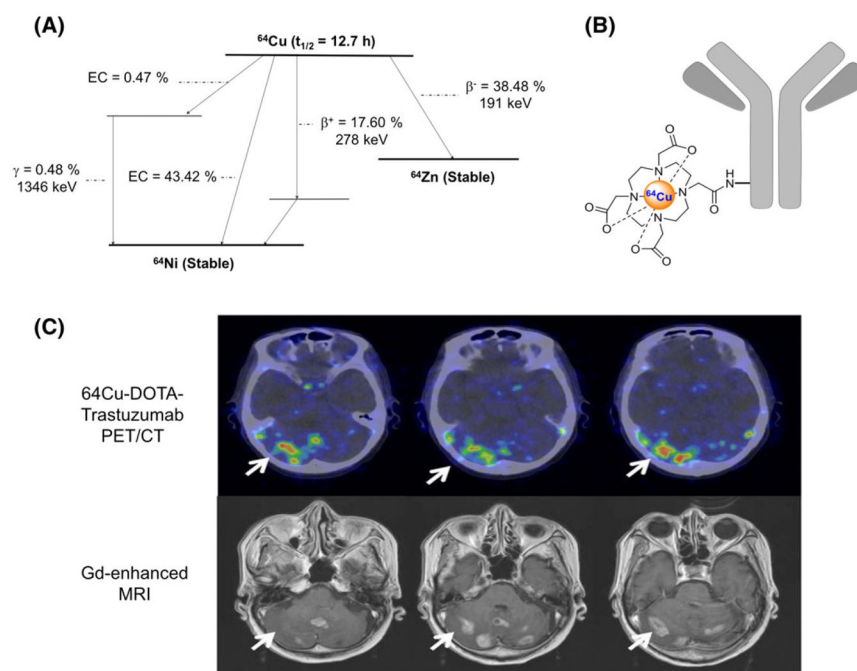 (A)
⁶⁴Cu (t₁/₂ = 12.7 h)
EC = 0.47 %
β⁻ = 38.48 %
191 keV
β⁺ = 17.60 %
278 keV
⁶⁴Zn (Stable)
γ = 0.48 %
1346 keV
EC = 43.42 %
⁶⁴Ni (Stable)
(B)
O
O
N
N
N
N
⁶⁴Cu
H
N
O
O
O
O
O
(C)
64Cu-DOTA-
Trastuzumab
PET/CT
Gd-enhanced
MRI